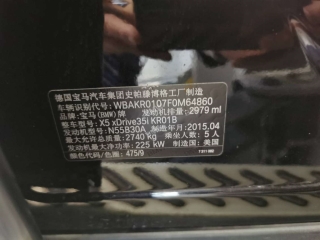 德国宝马汽车集团史帕滕博格工厂制造
车辆识别代号: WBAKR0107F0M64860
品牌: 宝马(BMW)牌 发动机排量: 2979 ml
整车型号: X5 xDrive35i KR01B
发动机型号: N55B30A 制造年月: 2015.04
最大允许总质量: 2740 kg 乘坐人数: 5 人
发动机最大净功率: 225 kW 制造国: 美国
颜色代码/色图: 475/9